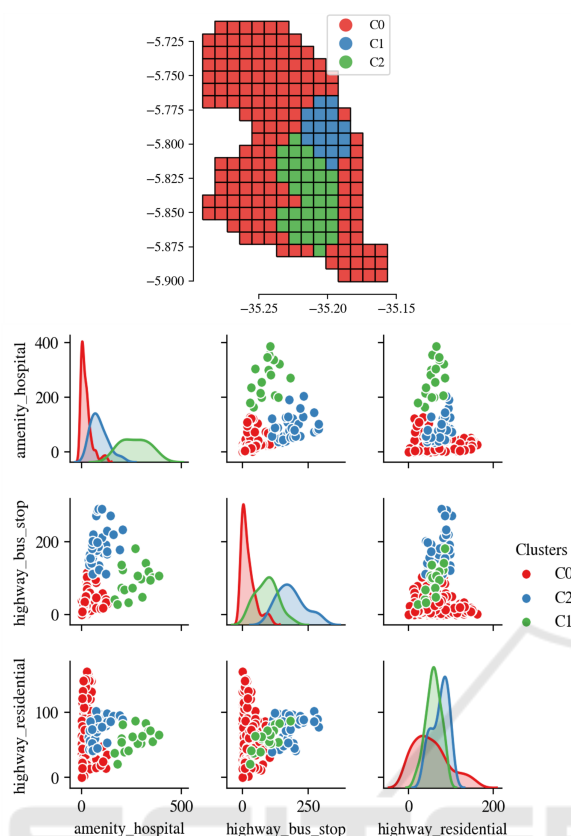 C0
C1
C2
−5.725
−5.750
−5.775
−5.800
−5.825
−5.850
−5.875
−5.900
−35.25 −35.20 −35.15
amenity_hospital
400
200
0
highway_bus_stop
200
0
Clusters
C0
C2
C1
highway_residential
100
0
0 500
0 250
0 200
amenity_hospital highway_bus_stop highway_residential